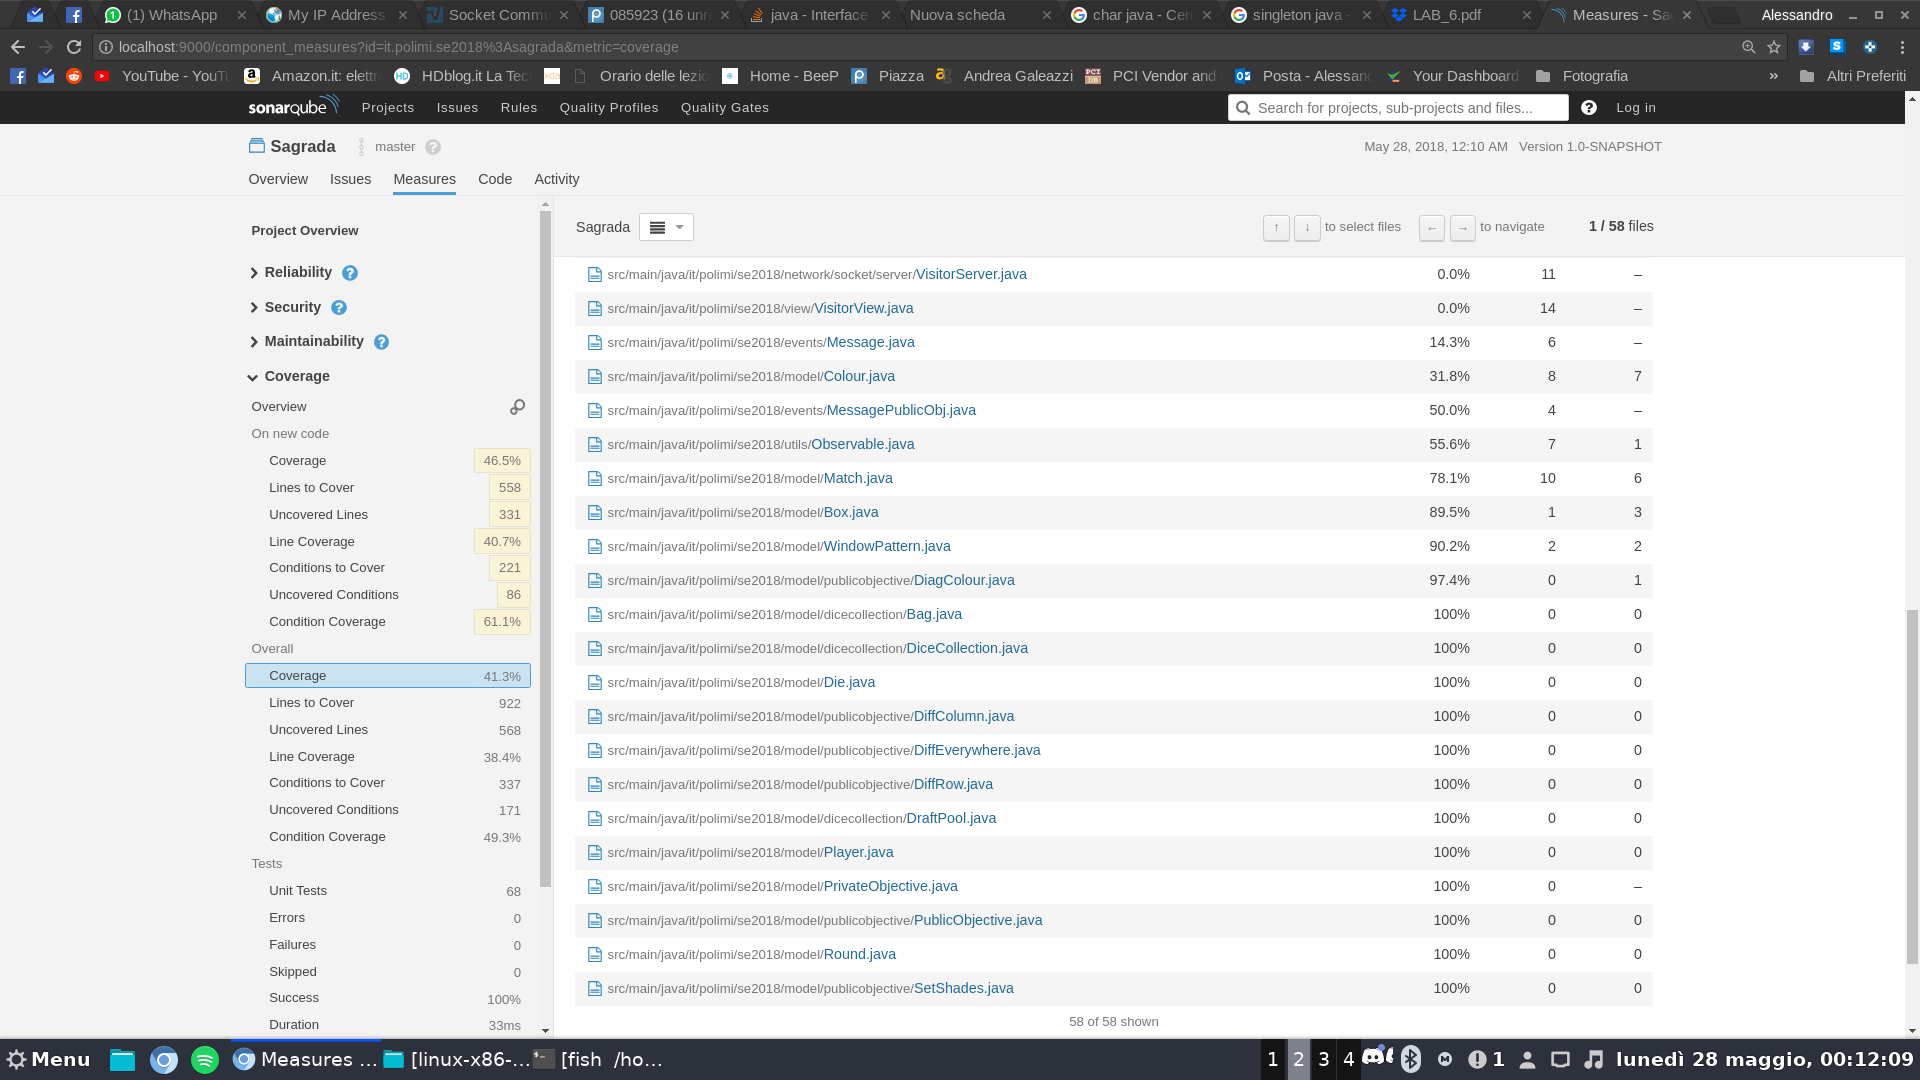 (1) WhatsApp
My IP Address
Socket Commu
085923 (16 unr
java - Interface
Nuova scheda
char java - Cer
singleton java -
LAB_6.pdf
Measures - Sa
Alessandro
localhost:9000/component_measures?id=it.polimi.se2018%3Asagrada&metric=coverage
YouTube - YouTu
Amazon.it: elettr
HDblog.it La Tec
Orario delle lezio
Home - BeeP
Piazza
Andrea Galeazzi
PCI Vendor and
Posta - Alessan
Your Dashboard
Fotografia
»
Altri Preferiti
sonarqube Projects Issues Rules Quality Profiles Quality Gates
Search for projects, sub-projects and files...
? Log in
Sagrada master ?
May 28, 2018, 12:10 AM Version 1.0-SNAPSHOT
Overview Issues Measures Code Activity
Project Overview
Reliability ?
Security ?
Maintainability ?
Coverage
Overview
On new code
Coverage 46.5%
Lines to Cover 558
Uncovered Lines 331
Line Coverage 40.7%
Conditions to Cover 221
Uncovered Conditions 86
Condition Coverage 61.1%
Overall
Coverage 41.3%
Lines to Cover 922
Uncovered Lines 568
Line Coverage 38.4%
Conditions to Cover 337
Uncovered Conditions 171
Condition Coverage 49.3%
Tests
Unit Tests 68
Errors 0
Failures 0
Skipped 0
Success 100%
Duration 33ms
Sagrada
↑ ↓ to select files ← → to navigate 1 / 58 files
src/main/java/it/polimi/se2018/network/socket/server/VisitorServer.java 0.0% 11 –
src/main/java/it/polimi/se2018/view/VisitorView.java 0.0% 14 –
src/main/java/it/polimi/se2018/events/Message.java 14.3% 6 –
src/main/java/it/polimi/se2018/model/Colour.java 31.8% 8 7
src/main/java/it/polimi/se2018/events/MessagePublicObj.java 50.0% 4 –
src/main/java/it/polimi/se2018/utils/Observable.java 55.6% 7 1
src/main/java/it/polimi/se2018/model/Match.java 78.1% 10 6
src/main/java/it/polimi/se2018/model/Box.java 89.5% 1 3
src/main/java/it/polimi/se2018/model/WindowPattern.java 90.2% 2 2
src/main/java/it/polimi/se2018/model/publicobjective/DiagColour.java 97.4% 0 1
src/main/java/it/polimi/se2018/model/dicecollection/Bag.java 100% 0 0
src/main/java/it/polimi/se2018/model/dicecollection/DiceCollection.java 100% 0 0
src/main/java/it/polimi/se2018/model/Die.java 100% 0 0
src/main/java/it/polimi/se2018/model/publicobjective/DiffColumn.java 100% 0 0
src/main/java/it/polimi/se2018/model/publicobjective/DiffEverywhere.java 100% 0 0
src/main/java/it/polimi/se2018/model/publicobjective/DiffRow.java 100% 0 0
src/main/java/it/polimi/se2018/model/dicecollection/DraftPool.java 100% 0 0
src/main/java/it/polimi/se2018/model/Player.java 100% 0 0
src/main/java/it/polimi/se2018/model/PrivateObjective.java 100% 0 –
src/main/java/it/polimi/se2018/model/publicobjective/PublicObjective.java 100% 0 0
src/main/java/it/polimi/se2018/model/Round.java 100% 0 0
src/main/java/it/polimi/se2018/model/publicobjective/SetShades.java 100% 0 0
58 of 58 shown
Menu
Measures ...
[linux-x86-...
[fish /ho...
1 2 3 4
1
lunedì 28 maggio, 00:12:09